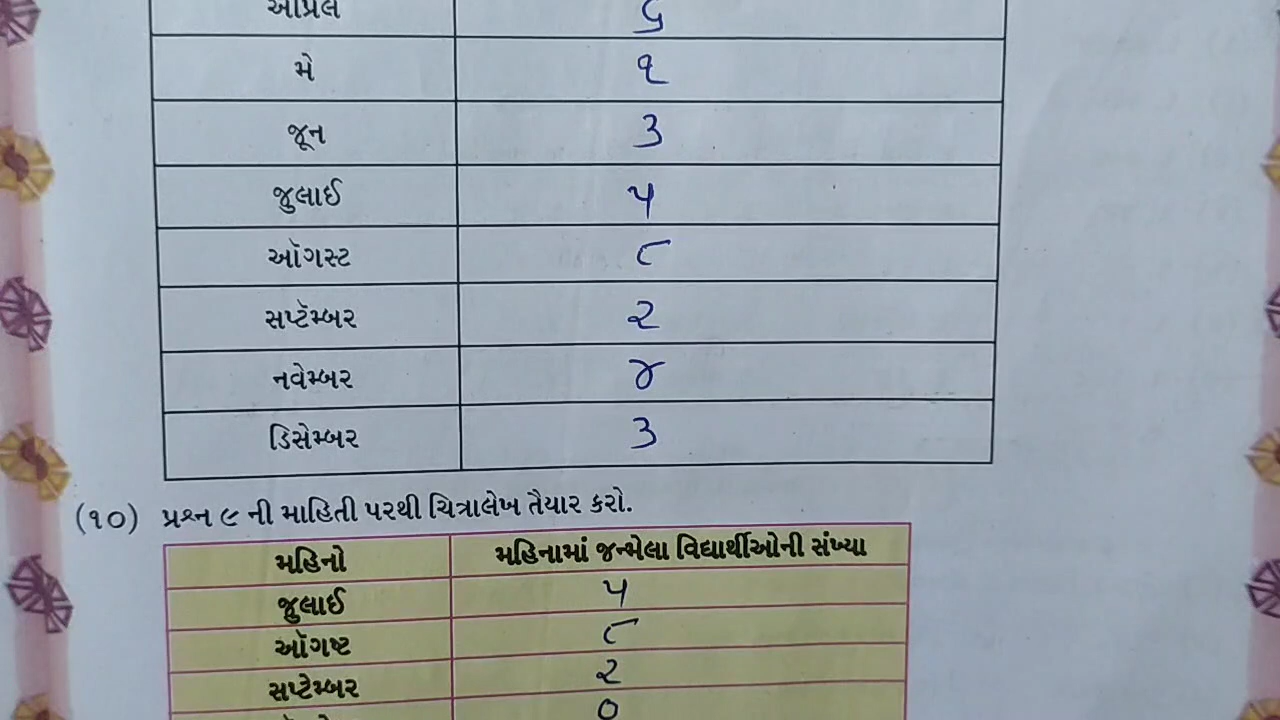 એપ્રિલ ૬
મે ૧
જૂન ૩
જુલાઈ ૫
ઑગસ્ટ ૮
સપ્ટૅમ્બર ૨
નવેમ્બર ૪
ડિસેમ્બર ૩
(૧૦) પ્રશ્ન ૯ ની માહિતી પરથી ચિત્રાલેખ તૈયાર કરો.
મહિનો મહિનામાં જન્મેલા વિદ્યાર્થીઓની સંખ્યા
જુલાઈ ૫
ઑગષ્ટ ૮
સપ્ટેમ્બર ૨
૦